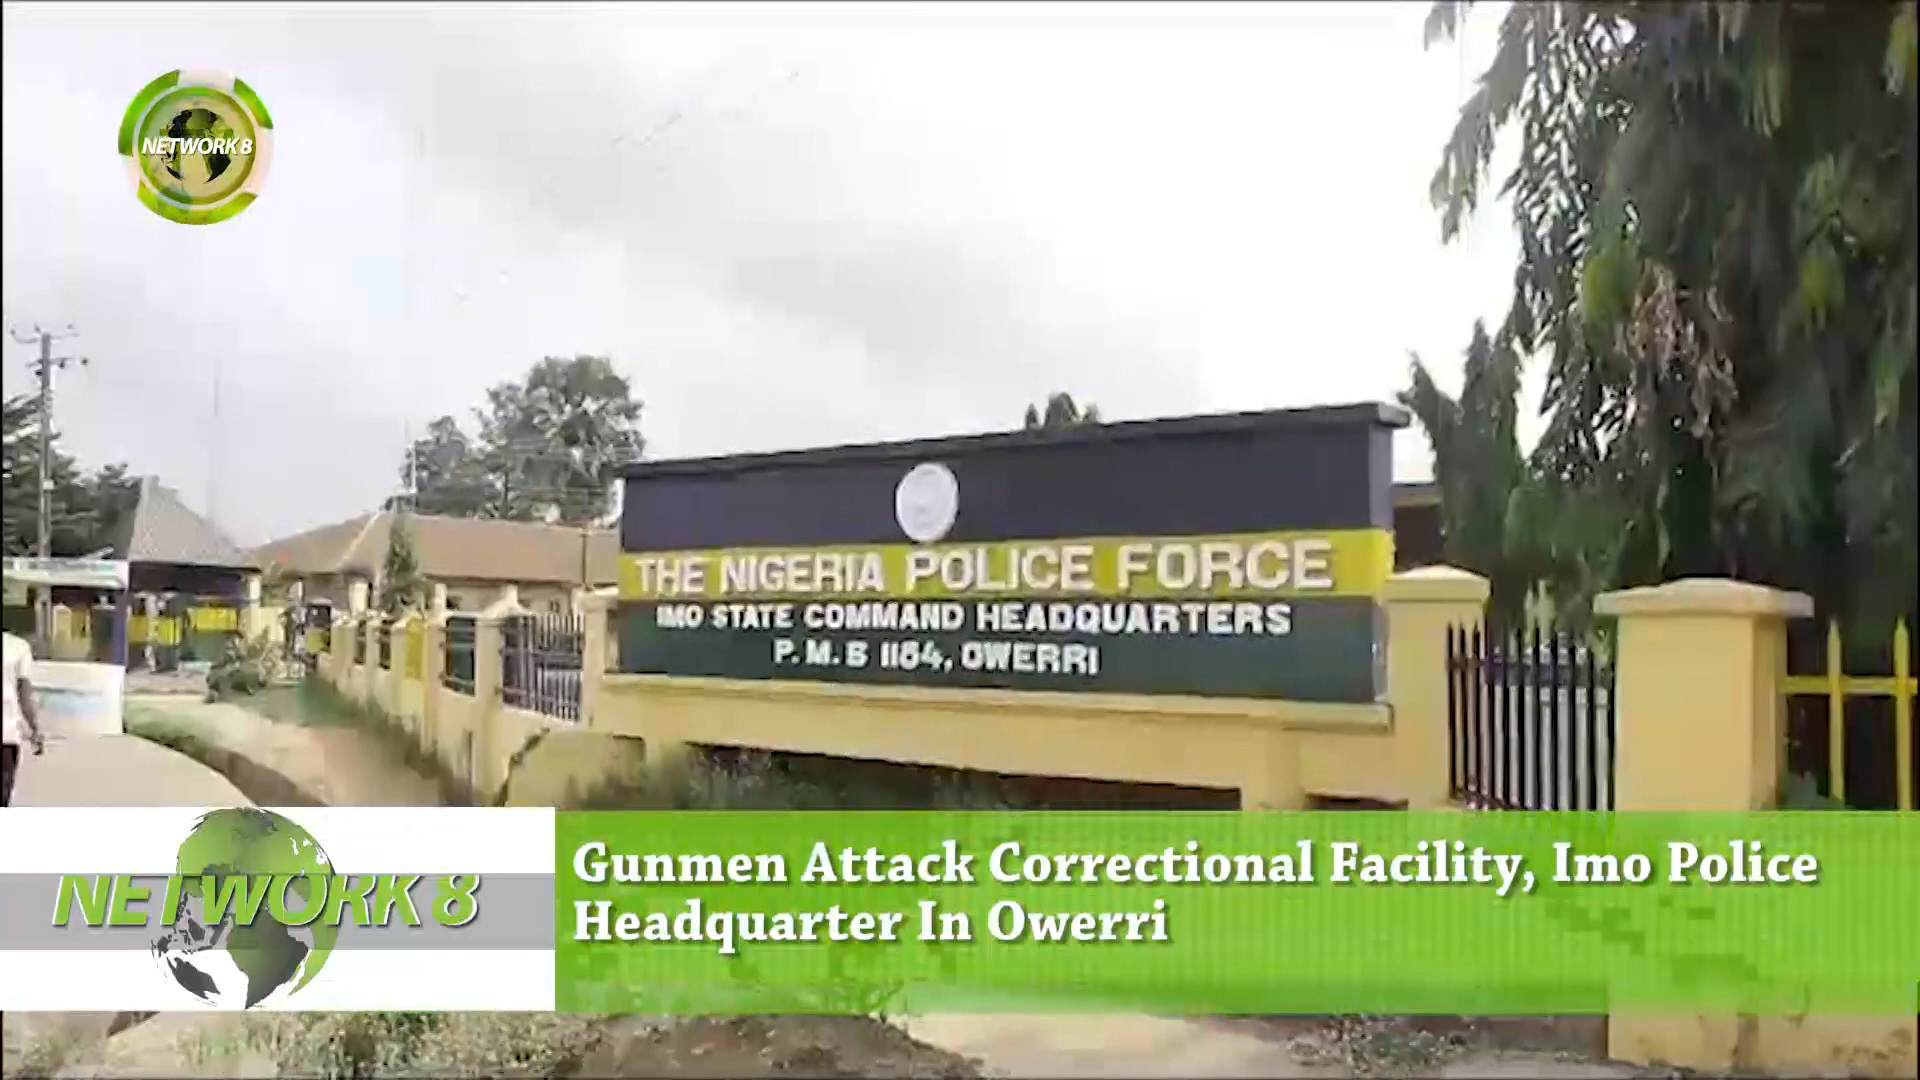 NETWORK 8
THE NIGERIA POLICE FORCE
IMO STATE COMMAND HEADQUARTERS
P.M.B 1164, OWERRI
NETWORK 8
Gunmen Attack Correctional Facility, Imo Police
Headquarter In Owerri